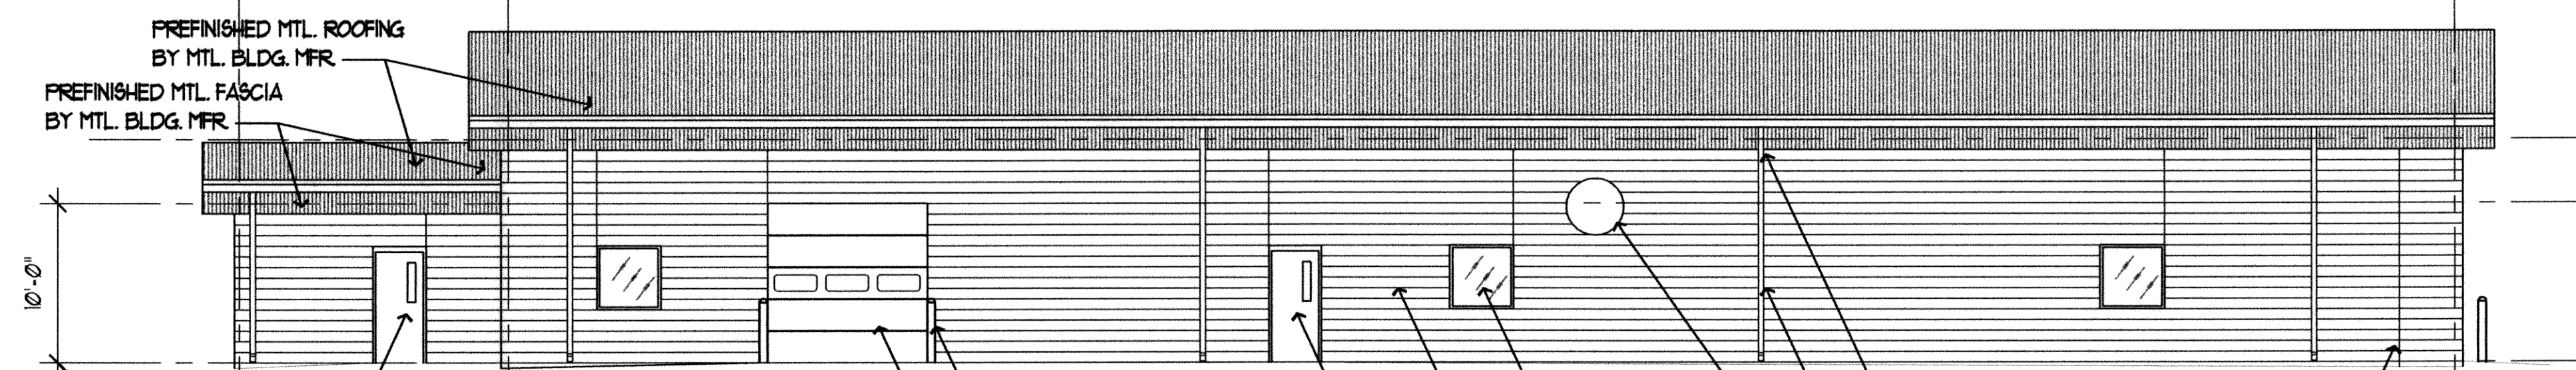 PREFINISHED MTL. ROOFING
BY MTL. BLDG. MFR.
PREFINISHED MTL. FASCIA
BY MTL. BLDG. MFR.
10'-0"